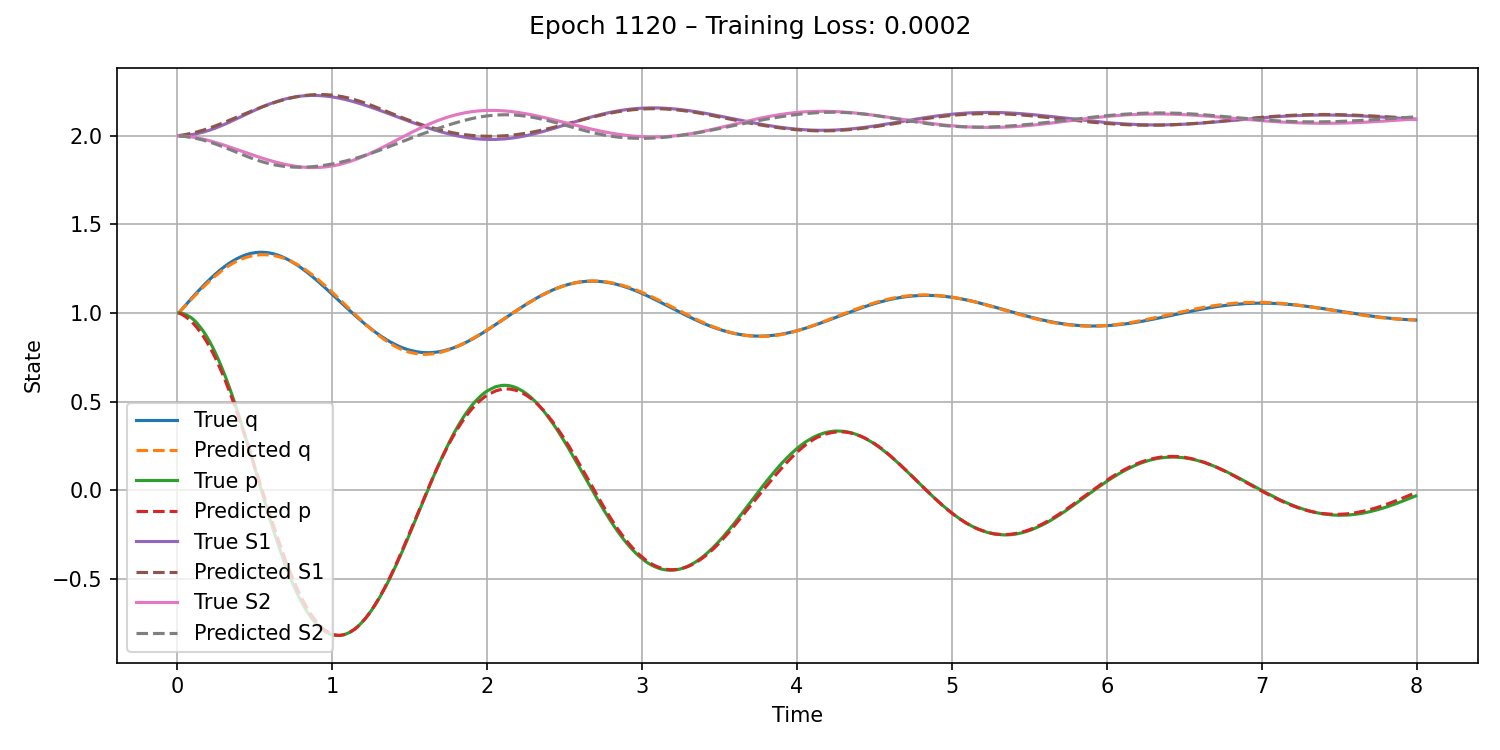 Epoch 1120 – Training Loss: 0.0002
State
2.0
1.5
1.0
0.5
0.0
−0.5
True q
Predicted q
True p
Predicted p
True S1
Predicted S1
True S2
Predicted S2
0 1 2 3 4 5 6 7 8
Time